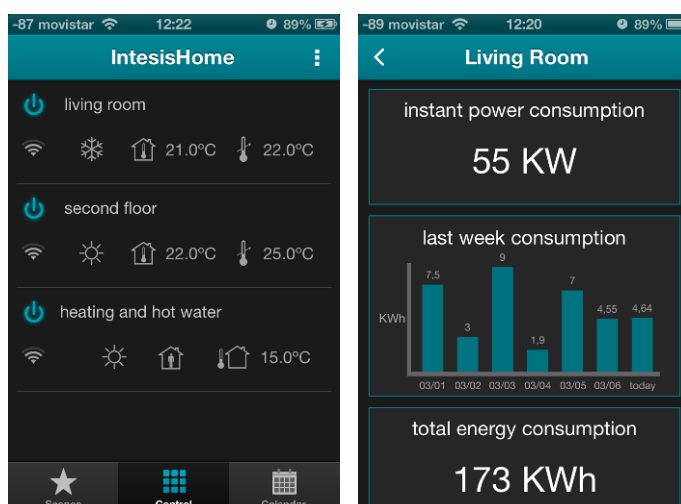 -87 movistar 12:22 89%
IntesisHome
living room
21.0ºC 22.0ºC
second floor
22.0ºC 25.0ºC
heating and hot water
15.0ºC
Scenes Control Calendar
-89 movistar 12:20 89%
Living Room
instant power consumption
55 KW
last week consumption
KWh
7,5 3 9 1,9 7 4,55 4,64
03/01 03/02 03/03 03/04 03/05 03/06 today
total energy consumption
173 KWh